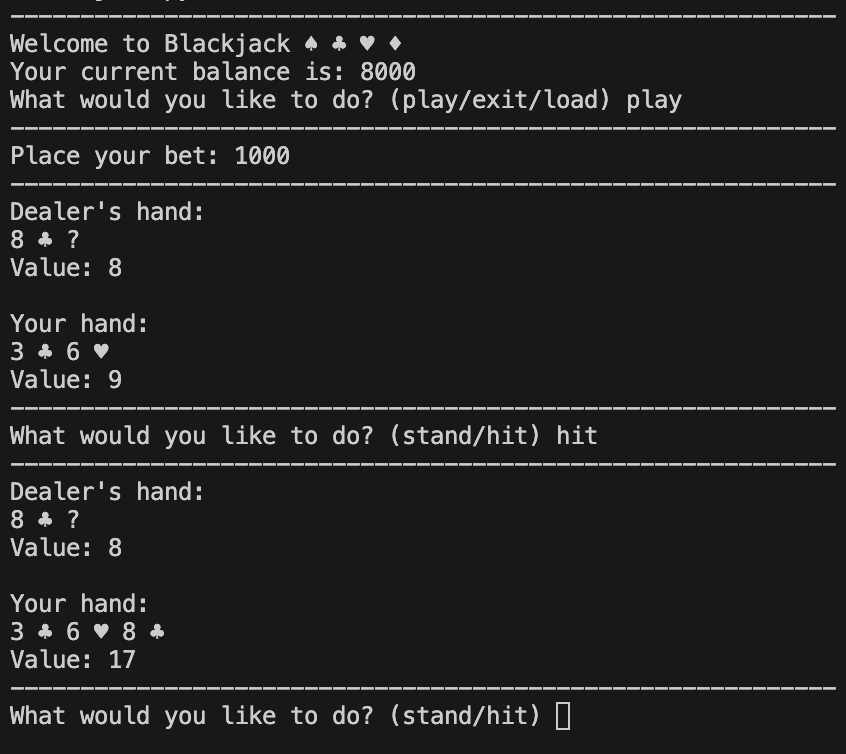 Welcome to Blackjack ♠ ♣ ♥ ♦
Your current balance is: 8000
What would you like to do? (play/exit/load) play
Place your bet: 1000
Dealer's hand:
8 ♣ ?
Value: 8
Your hand:
3 ♣ 6 ♥
Value: 9
What would you like to do? (stand/hit) hit
Dealer's hand:
8 ♣ ?
Value: 8
Your hand:
3 ♣ 6 ♥ 8 ♣
Value: 17
What would you like to do? (stand/hit)